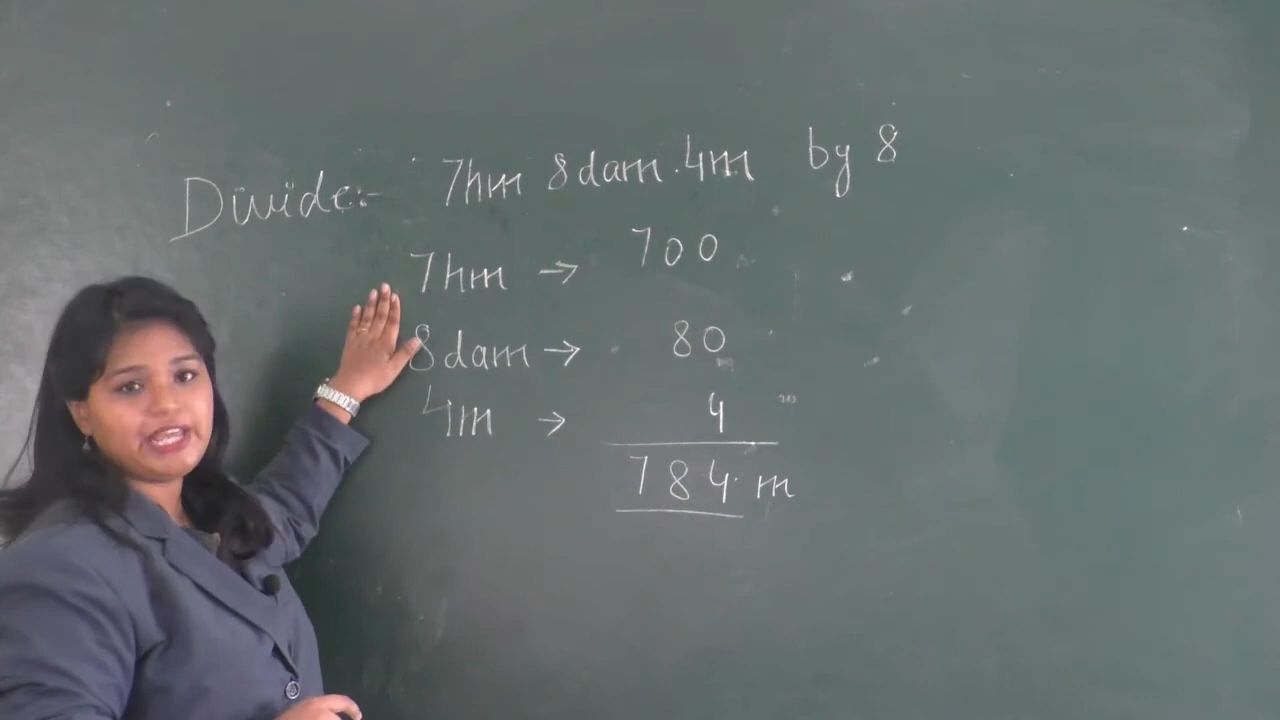 Divide:- 7hm 8dam 4m by 8
7hm → 700
8dam → 80
4m → 4
784 m